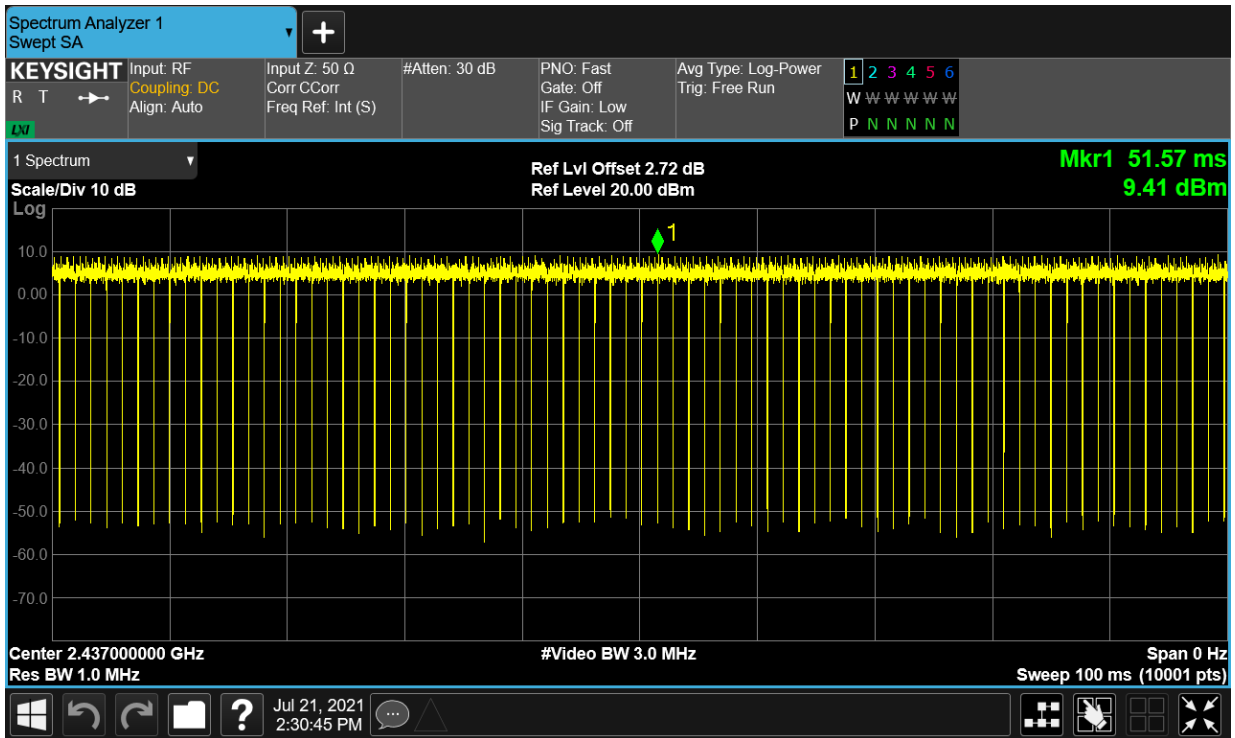 Spectrum Analyzer 1
Swept SA
+
KEYSIGHT
R T
LXI
Input: RF
Coupling: DC
Align: Auto
Input Z: 50 Ω
Corr CCorr
Freq Ref: Int (S)
#Atten: 30 dB
PNO: Fast
Gate: Off
IF Gain: Low
Sig Track: Off
Avg Type: Log-Power
Trig: Free Run
1 2 3 4 5 6
W W W W W W
P N N N N N
1 Spectrum
Scale/Div 10 dB
Log
Ref Lvl Offset 2.72 dB
Ref Level 20.00 dBm
Mkr1 51.57 ms
9.41 dBm
1
10.0
0.00
-10.0
-20.0
-30.0
-40.0
-50.0
-60.0
-70.0
Center 2.437000000 GHz
Res BW 1.0 MHz
#Video BW 3.0 MHz
Span 0 Hz
Sweep 100 ms (10001 pts)
?
Jul 21, 2021
2:30:45 PM